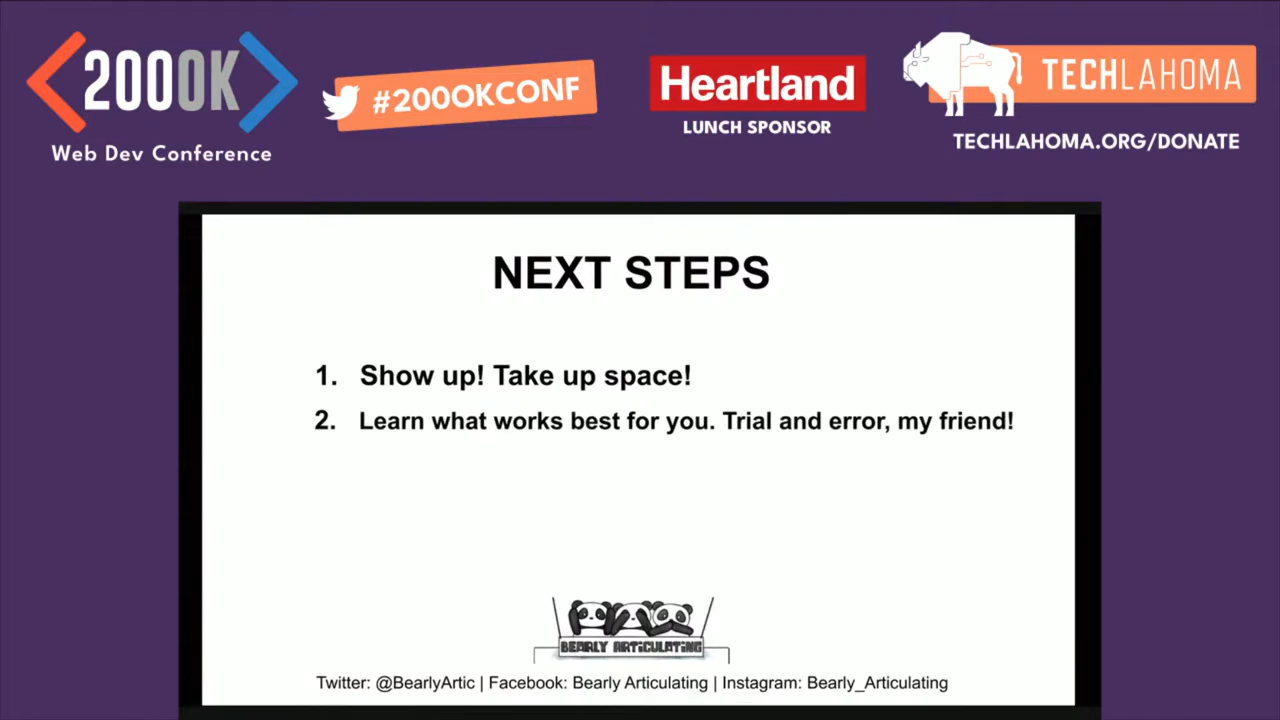 200OK
Web Dev Conference
#200OKCONF
Heartland
LUNCH SPONSOR
TECHLAHOMA
TECHLAHOMA.ORG/DONATE
NEXT STEPS
1. Show up! Take up space!
2. Learn what works best for you. Trial and error, my friend!
BEARLY ARTiCULATiNG
Twitter: @BearlyArtic | Facebook: Bearly Articulating | Instagram: Bearly_Articulating